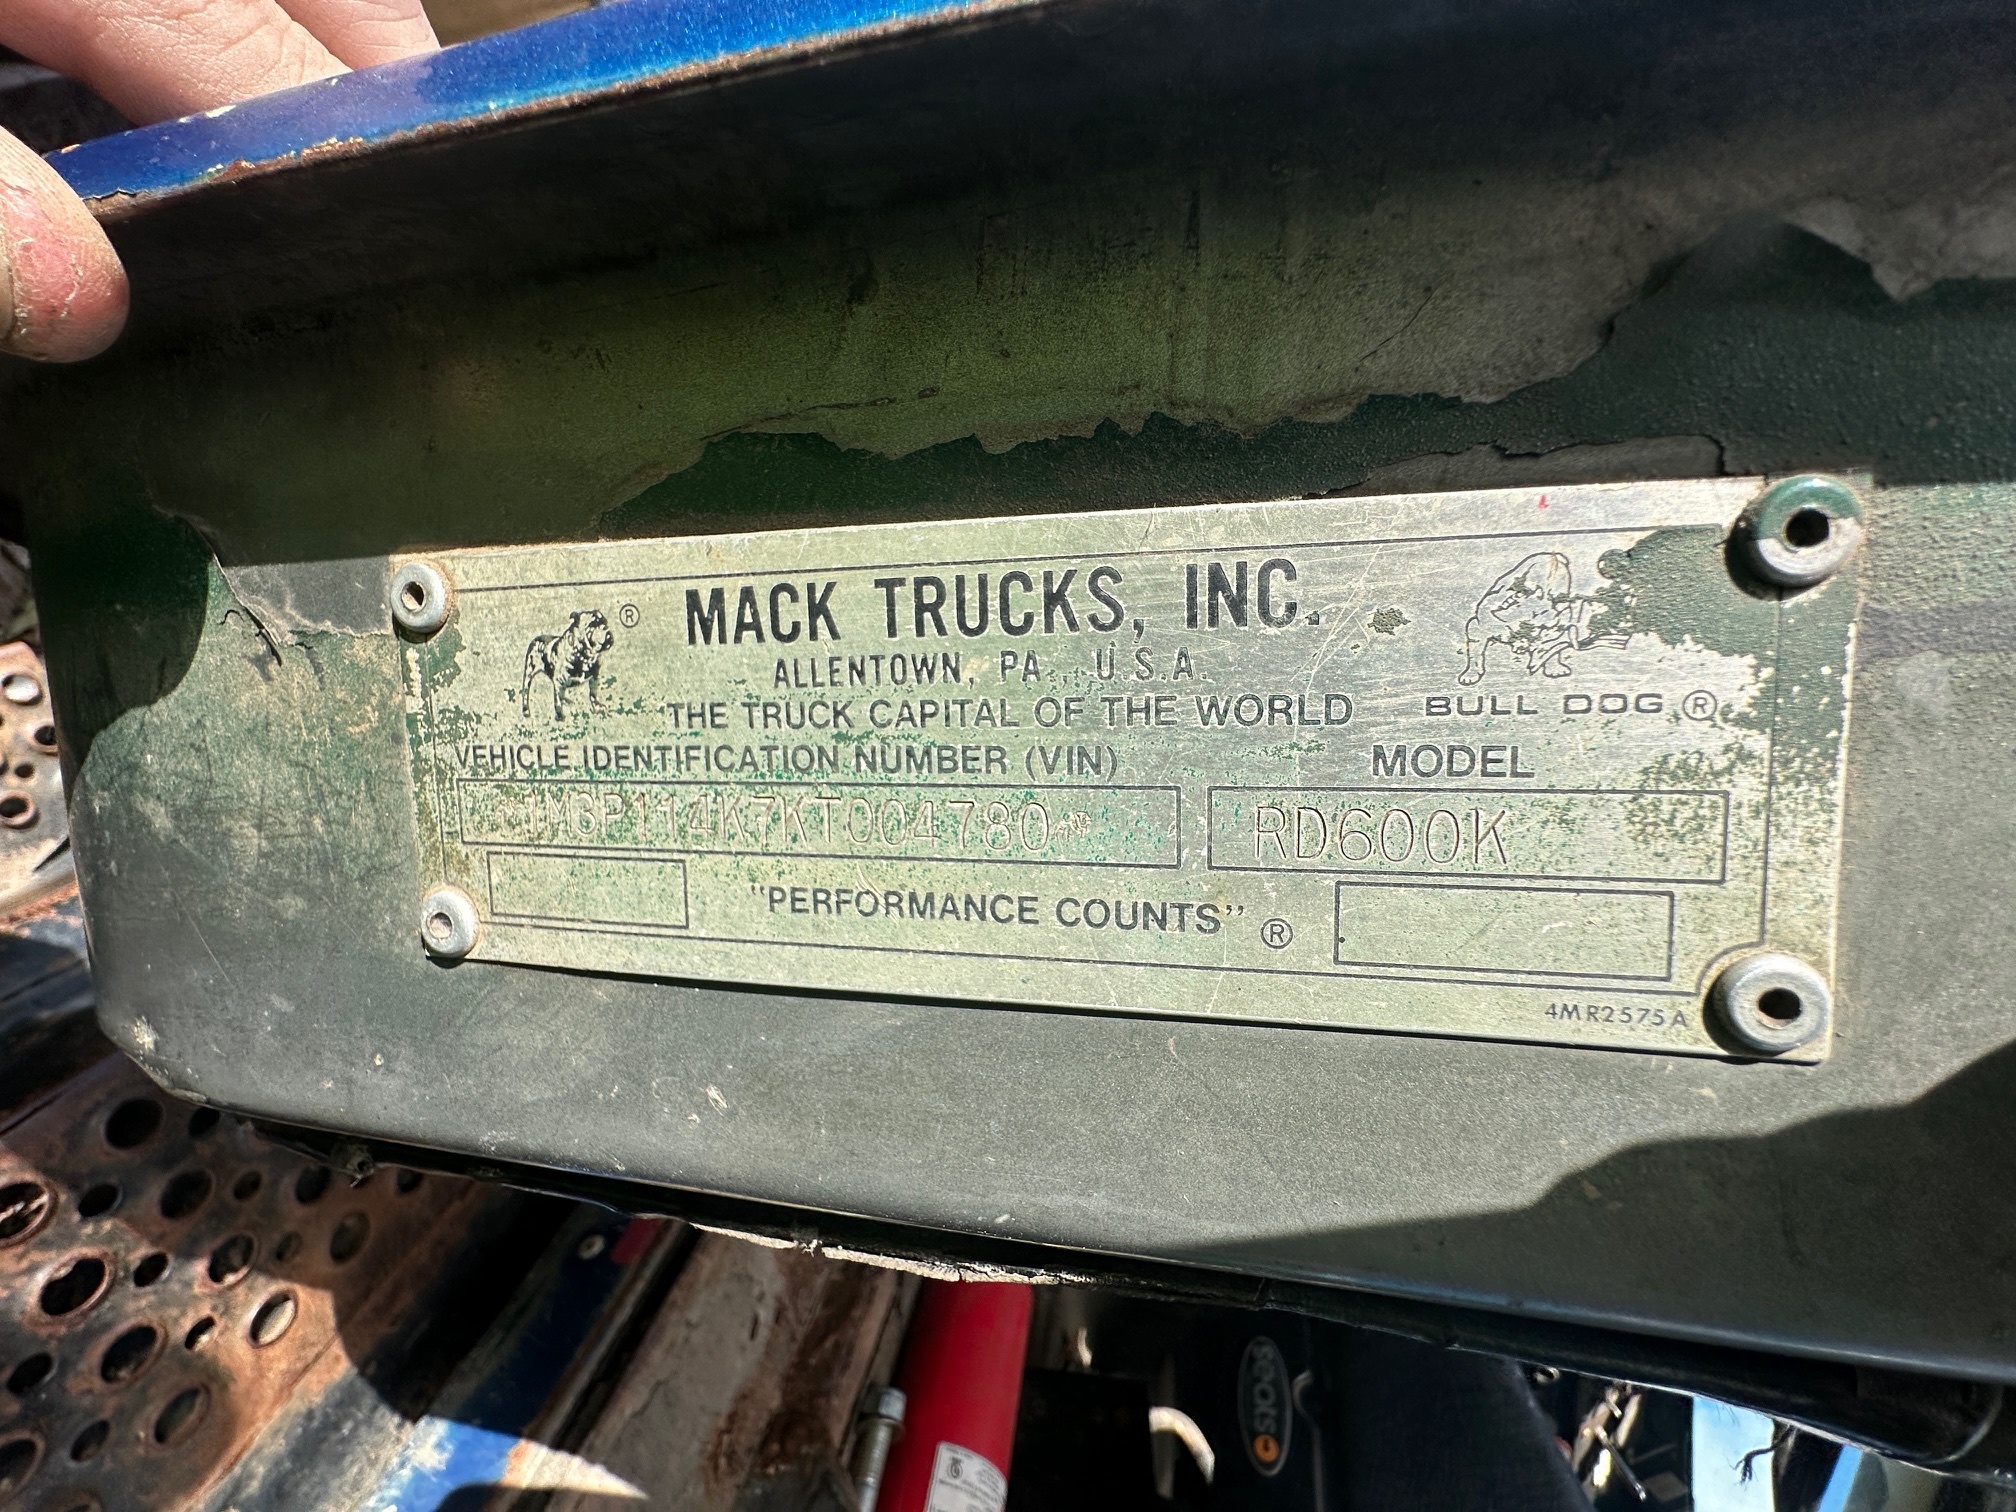 ®
MACK TRUCKS, INC.
ALLENTOWN, PA., U.S.A.
THE TRUCK CAPITAL OF THE WORLD
BULL DOG ®
VEHICLE IDENTIFICATION NUMBER (VIN) MODEL
*1M3P114K7KT004780* RD600K
"PERFORMANCE COUNTS" ®
4MR2575A